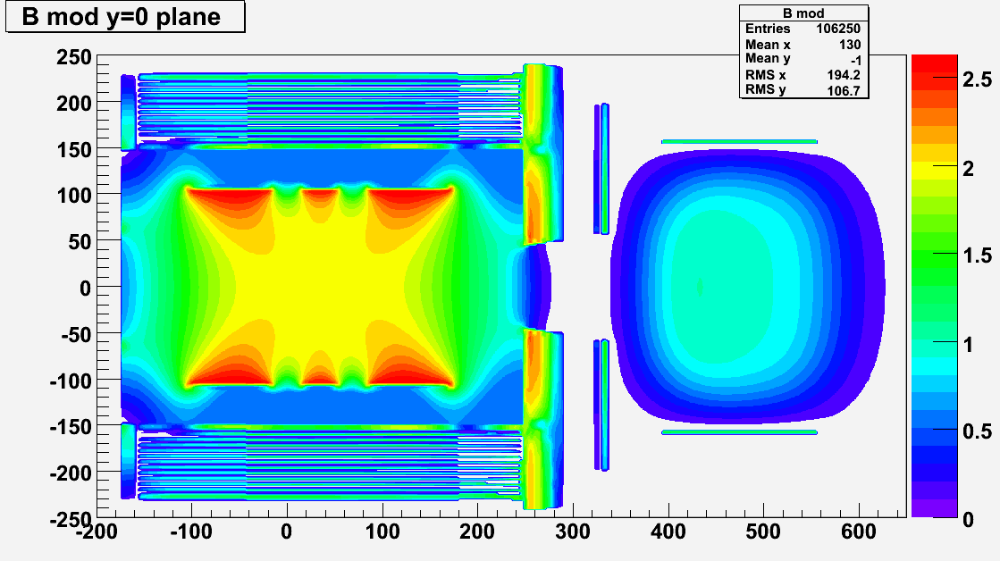 B mod y=0 plane
B mod
Entries 106250
Mean x 130
Mean y -1
RMS x 194.2
RMS y 106.7
250
200
150
100
50
0
-50
-100
-150
-200
-250
-200 -100 0 100 200 300 400 500 600
2.5
2
1.5
1
0.5
0